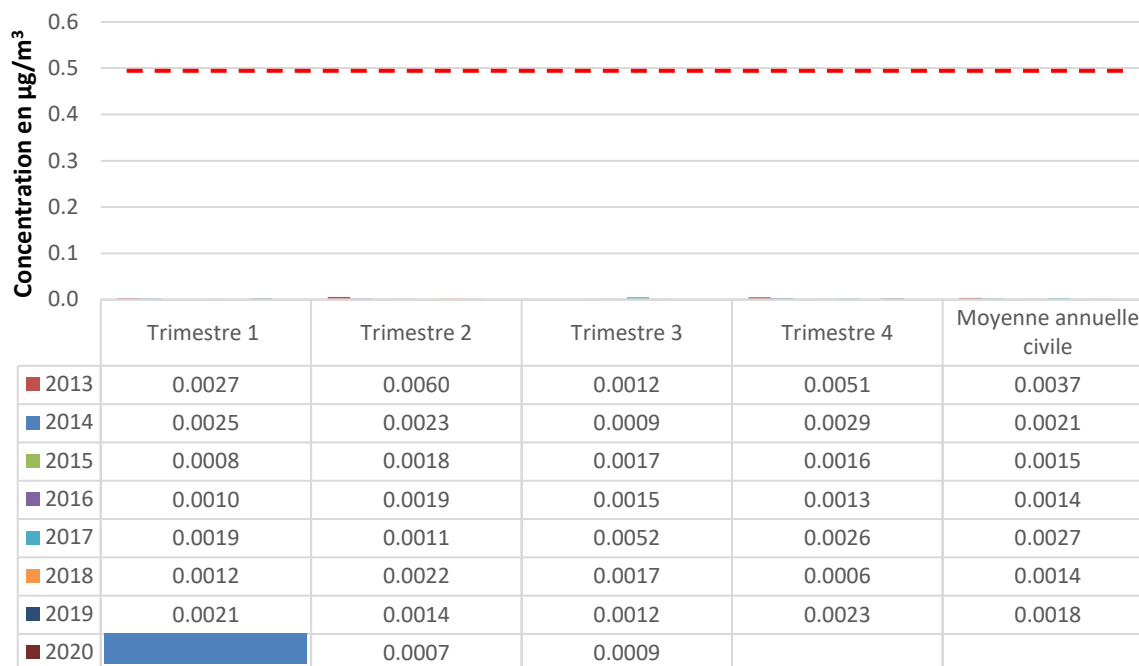 Concentration en µg/m³
0.6
0.5
0.4
0.3
0.2
0.1
0.0
Trimestre 1 Trimestre 2 Trimestre 3 Trimestre 4 Moyenne annuelle
civile
2013 0.0027 0.0060 0.0012 0.0051 0.0037
2014 0.0025 0.0023 0.0009 0.0029 0.0021
2015 0.0008 0.0018 0.0017 0.0016 0.0015
2016 0.0010 0.0019 0.0015 0.0013 0.0014
2017 0.0019 0.0011 0.0052 0.0026 0.0027
2018 0.0012 0.0022 0.0017 0.0006 0.0014
2019 0.0021 0.0014 0.0012 0.0023 0.0018
2020 0.0007 0.0009